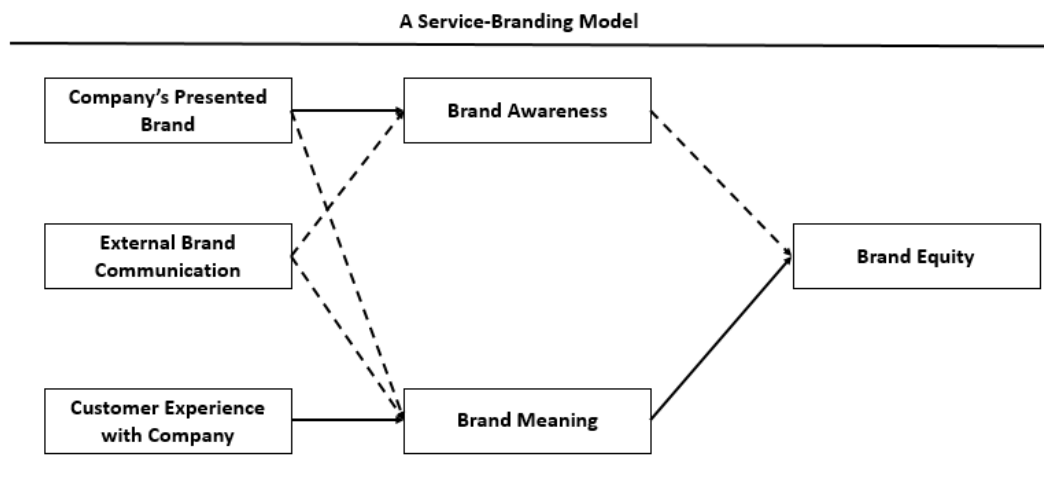 A Service-Branding Model
Company’s Presented
Brand
Brand Awareness
External Brand
Communication
Brand Equity
Customer Experience
with Company
Brand Meaning